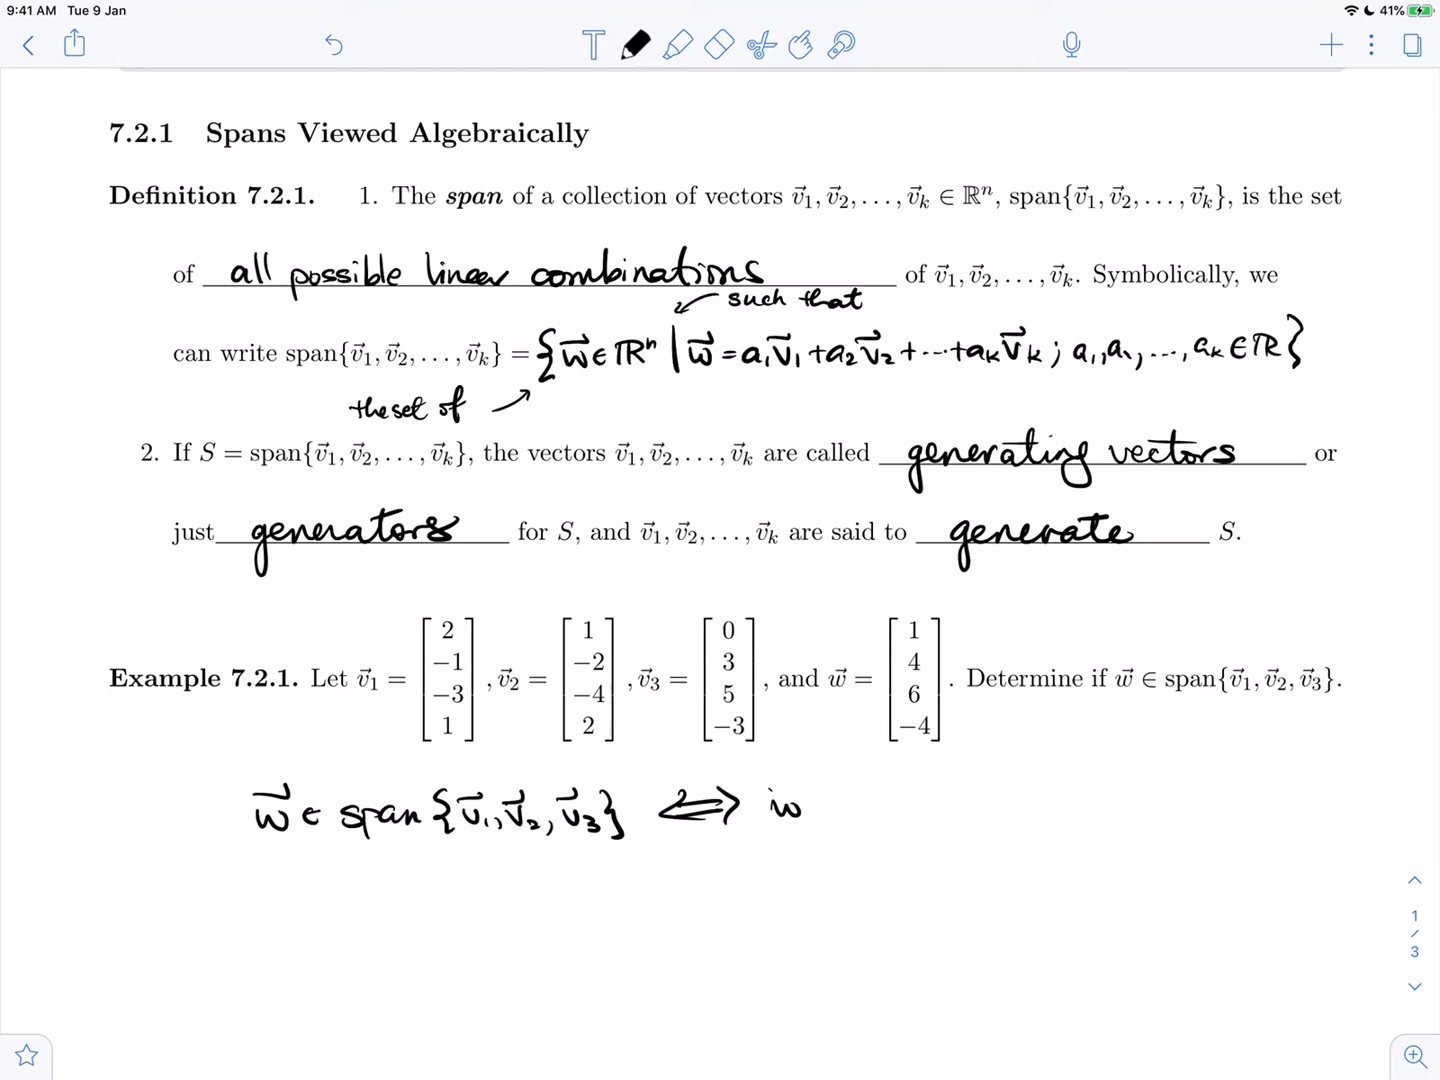 9:41 AM Tue 9 Jan 41%
7.2.1 Spans Viewed Algebraically
Definition 7.2.1. 1. The span of a collection of vectors v⃗₁, v⃗₂, …, v⃗ₖ ∈ ℝⁿ, span{v⃗₁, v⃗₂, …, v⃗ₖ}, is the set
of all possible linear combinations of v⃗₁, v⃗₂, …, v⃗ₖ. Symbolically, we
such that
can write span{v⃗₁, v⃗₂, …, v⃗ₖ} = {w⃗ ∈ ℝⁿ | w⃗ = a₁v⃗₁ + a₂v⃗₂ + ⋯ + aₖv⃗ₖ ; a₁, a₂, …, aₖ ∈ ℝ}
the set of
2. If S = span{v⃗₁, v⃗₂, …, v⃗ₖ}, the vectors v⃗₁, v⃗₂, …, v⃗ₖ are called generating vectors or
just generators for S, and v⃗₁, v⃗₂, …, v⃗ₖ are said to generate S.
Example 7.2.1. Let v⃗₁ = [2 −1 −3 1], v⃗₂ = [1 −2 −4 2], v⃗₃ = [0 3 5 −3], and w⃗ = [1 4 6 −4]. Determine if w⃗ ∈ span{v⃗₁, v⃗₂, v⃗₃}.
w⃗ ∈ span{v⃗₁, v⃗₂, v⃗₃} ⟺ w
1
/
3